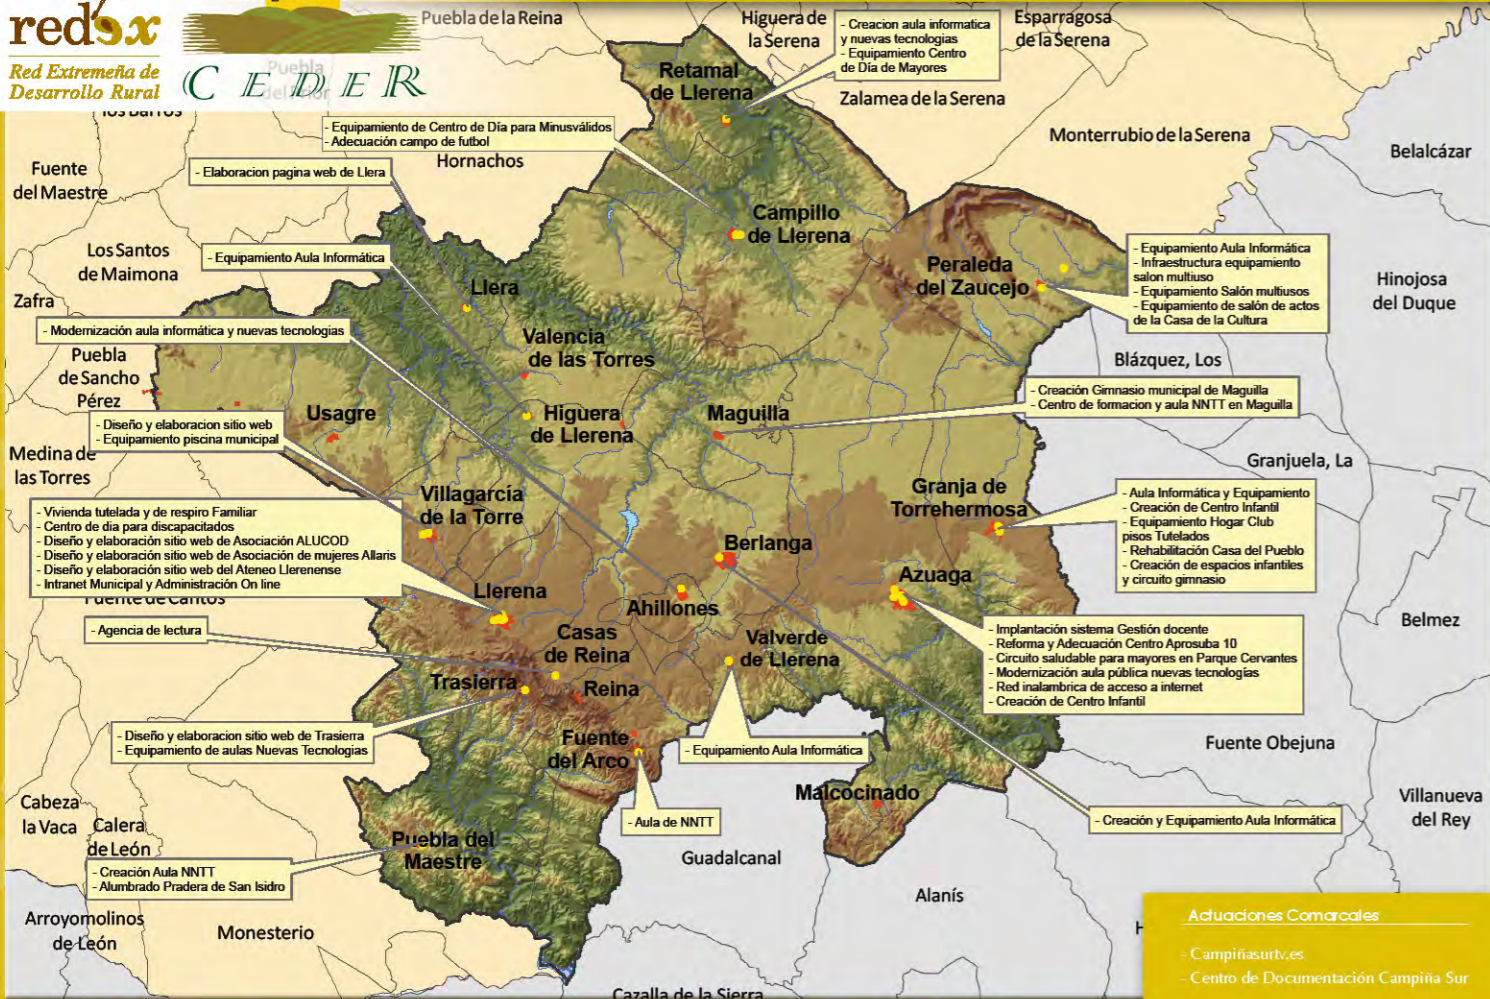 redex
Red Extremeña de
Desarrollo Rural
CEDER
Puebla de la Reina
Higuera de
la Serena
Esparragosa
de la Serena
- Creacion aula informatica
y nuevas tecnologias
- Equipamiento Centro
de Día de Mayores
Puebla
del Prior
los Barros
Retamal
de Llerena
Zalamea de la Serena
Monterrubio de la Serena
Belalcázar
- Equipamiento de Centro de Día para Minusválidos
- Adecuación campo de futbol
Hornachos
Fuente
del Maestre
- Elaboracion pagina web de Llera
Campillo
de Llerena
Los Santos
de Maimona
- Equipamiento Aula Informática
Peraleda
del Zaucejo
- Equipamiento Aula Informática
- Infraestructura equipamiento
salon multiuso
- Equipamiento Salón multiusos
- Equipamiento de salón de actos
de la Casa de la Cultura
Hinojosa
del Duque
Zafra
Llera
- Modernización aula informática y nuevas tecnologias
Valencia
de las Torres
Puebla
de Sancho
Pérez
Blázquez, Los
- Creación Gimnasio municipal de Maguilla
- Centro de formacion y aula NNTT en Maguilla
Usagre
Higuera
de Llerena
Maguilla
- Diseño y elaboracion sitio web
- Equipamiento piscina municipal
Medina de
las Torres
Granjuela, La
Villagarcía
de la Torre
Granja de
Torrehermosa
- Aula Informática y Equipamiento
- Creación de Centro Infantil
- Equipamiento Hogar Club
pisos Tutelados
- Rehabilitación Casa del Pueblo
- Creación de espacios infantiles
y circuito gimnasio
- Vivienda tutelada y de respiro Familiar
- Centro de dia para discapacitados
- Diseño y elaboración sitio web de Asociación ALUCOD
- Diseño y elaboración sitio web de Asociación de mujeres Allaris
- Diseño y elaboración sitio web del Ateneo Llerenense
- Intranet Municipal y Administración On line
Fuente de Cantos
Berlanga
Azuaga
Llerena
Ahillones
Belmez
- Agencia de lectura
Casas
de Reina
Valverde
de Llerena
- Implantación sistema Gestión docente
- Reforma y Adecuación Centro Aprosuba 10
- Circuito saludable para mayores en Parque Cervantes
- Modernización aula pública nuevas tecnologías
- Red inalambrica de acceso a internet
- Creación de Centro Infantil
Trasierra
Reina
- Diseño y elaboracion sitio web de Trasierra
- Equipamiento de aulas Nuevas Tecnologias
Fuente
del Arco
- Equipamiento Aula Informática
Fuente Obejuna
Malcocinado
Cabeza
la Vaca
Calera
de León
- Aula de NNTT
- Creación y Equipamiento Aula Informática
Villanueva
del Rey
Puebla del
Maestre
Guadalcanal
- Creación Aula NNTT
- Alumbrado Pradera de San Isidro
Alanís
Arroyomolinos
de León
Monesterio
H
Actuaciones Comarcales
- Campiñasurtv.es
- Centro de Documentación Campiña Sur
Cazalla de la Sierra